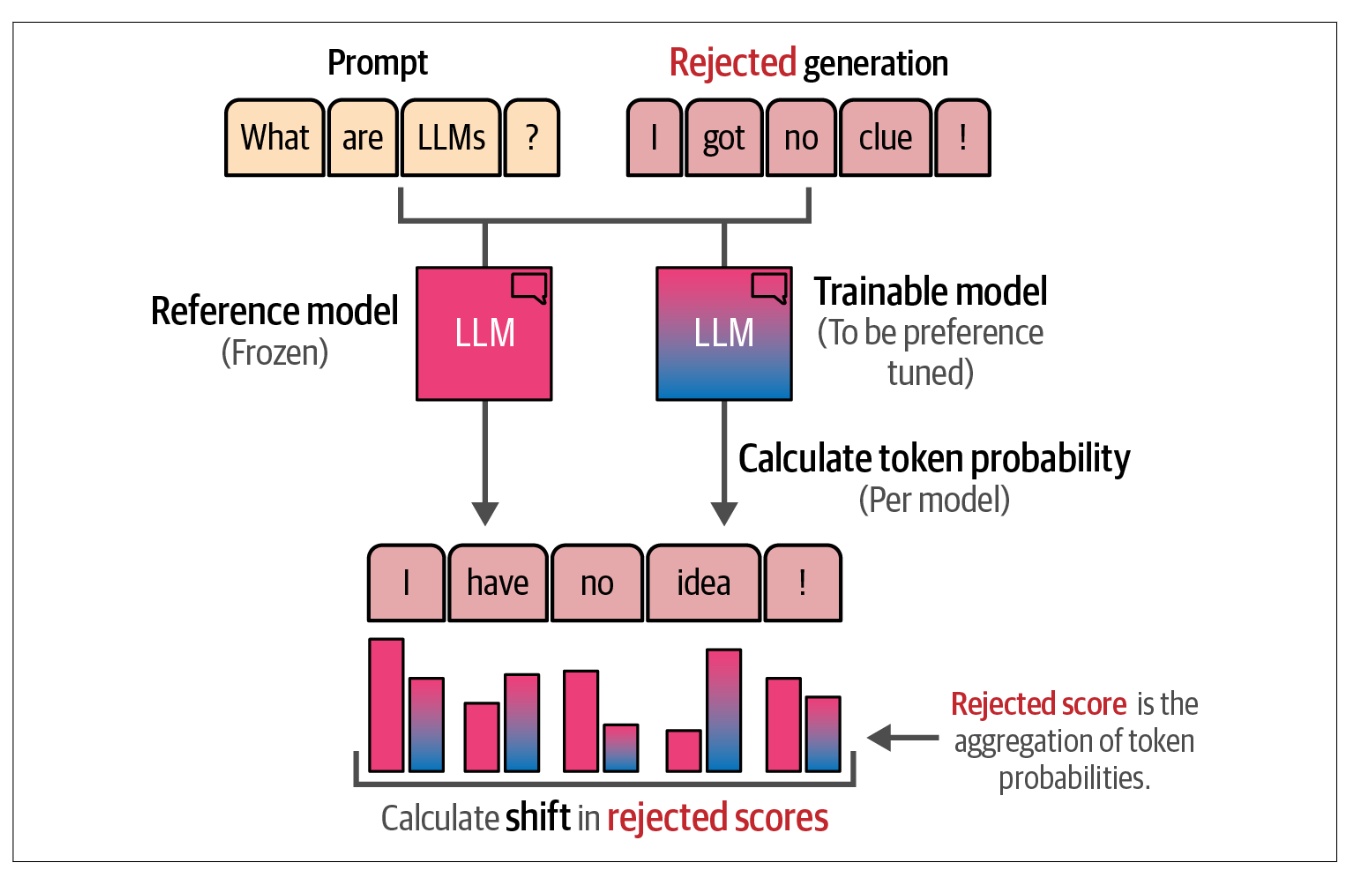 Prompt
Rejected generation
What are LLMs ?
I got no clue !
Reference model
(Frozen)
LLM
LLM
Trainable model
(To be preference
tuned)
Calculate token probability
(Per model)
I have no idea !
Rejected score is the
aggregation of token
probabilities.
Calculate shift in rejected scores